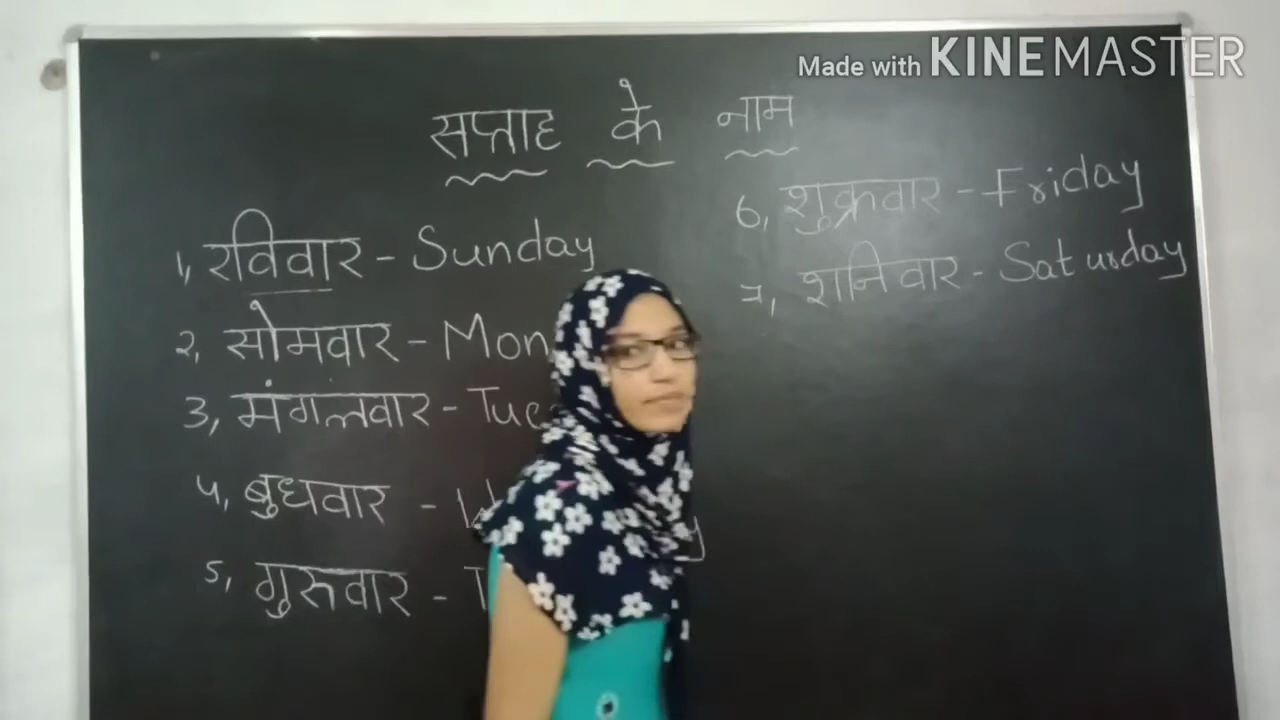 Made with KINEMASTER
सप्ताह के नाम
1, रविवार - Sunday
2, सोमवार - Mon
3, मंगलवार - Tue
4, बुधवार - W
5, गुरुवार - T
6, शुक्रवार - Friday
7, शनिवार - Saturday